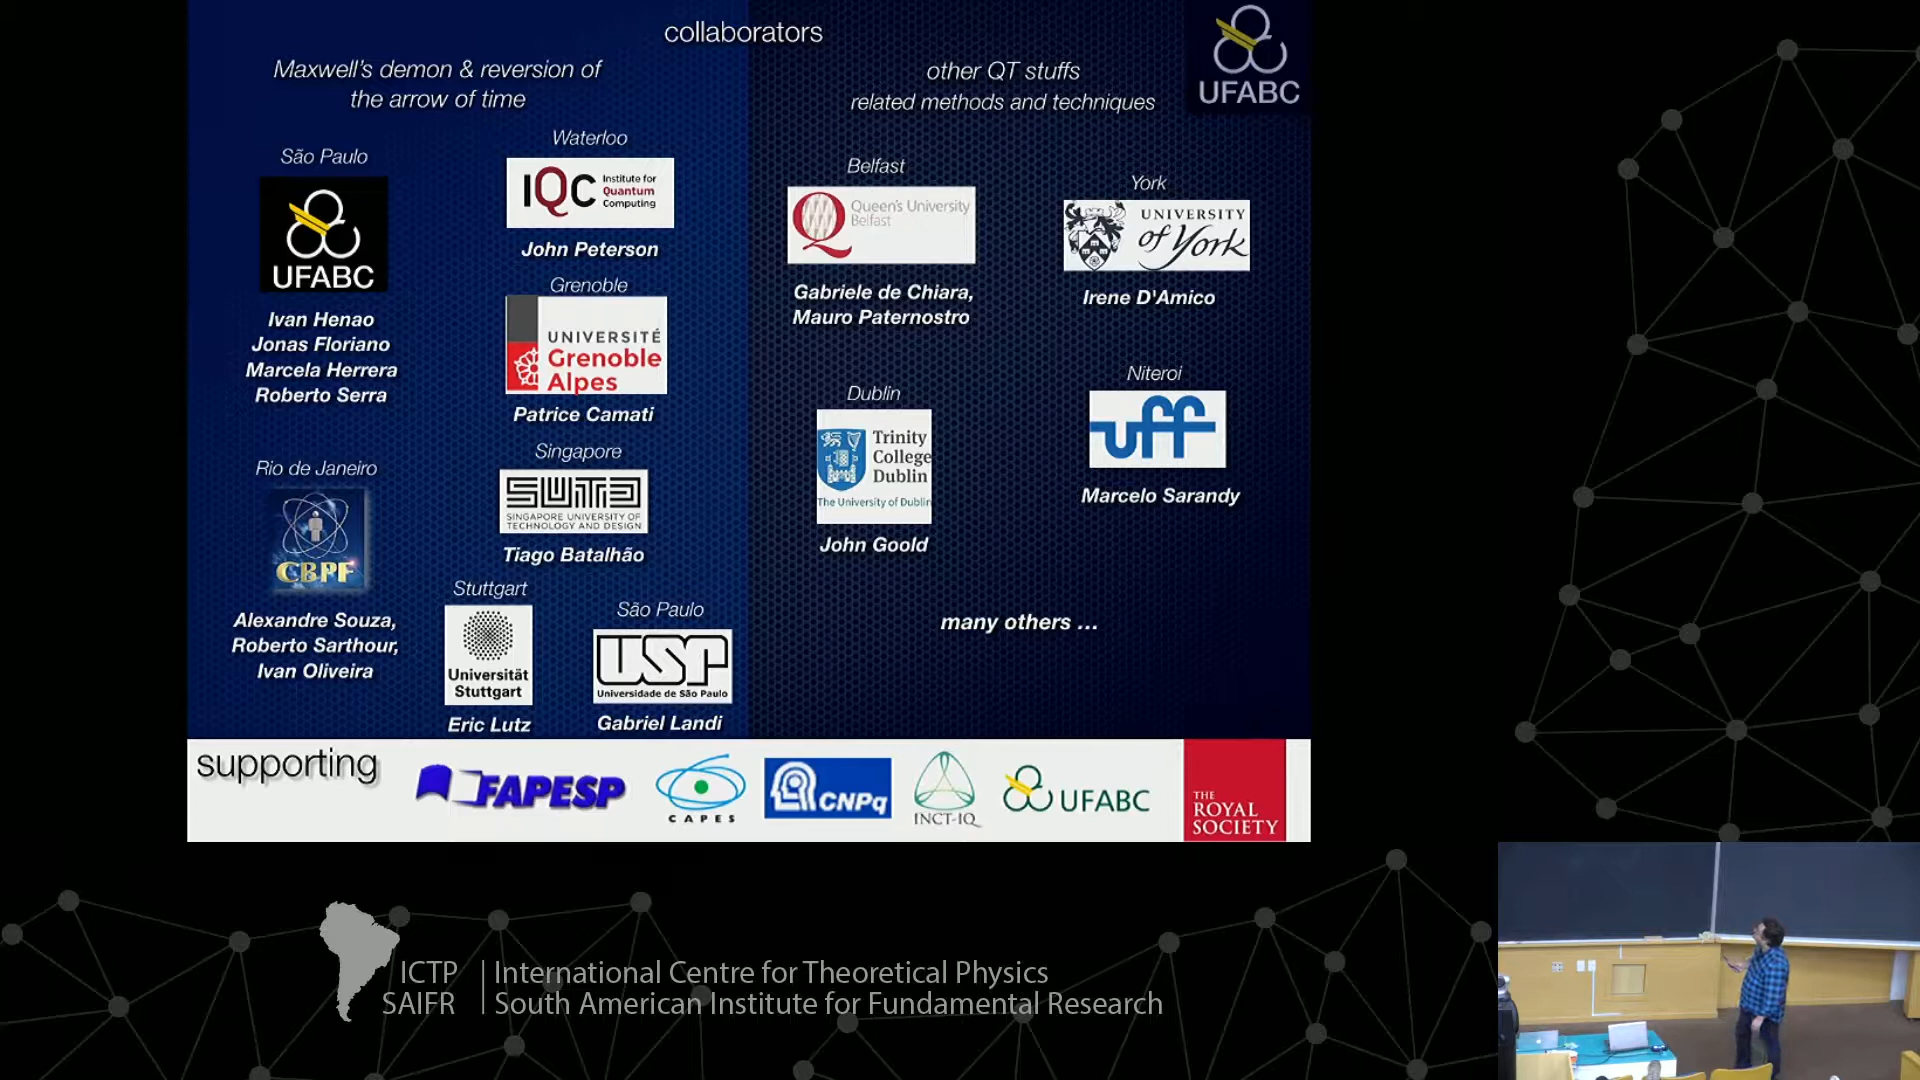 collaborators
UFABC
Maxwell's demon & reversion of
the arrow of time
São Paulo
UFABC
Ivan Henao
Jonas Floriano
Marcela Herrera
Roberto Serra
Rio de Janeiro
CBPF
Alexandre Souza,
Roberto Sarthour,
Ivan Oliveira
Waterloo
IQC Institute for
Quantum
Computing
John Peterson
Grenoble
UNIVERSITÉ
Grenoble
Alpes
Patrice Camati
Singapore
SUTD
SINGAPORE UNIVERSITY OF
TECHNOLOGY AND DESIGN
Tiago Batalhão
Stuttgart
Universität
Stuttgart
Eric Lutz
São Paulo
USP
Universidade de São Paulo
Gabriel Landi
other QT stuffs
related methods and techniques
Belfast
Queen's University
Belfast
Gabriele de Chiara,
Mauro Paternostro
York
UNIVERSITY
of York
Irene D'Amico
Dublin
Trinity
College
Dublin
The University of Dublin
John Goold
Niteroi
uff
Marcelo Sarandy
many others ...
supporting
FAPESP
CAPES
CNPq
INCT-IQ
UFABC
THE
ROYAL
SOCIETY
ICTP
SAIFR
International Centre for Theoretical Physics
South American Institute for Fundamental Research